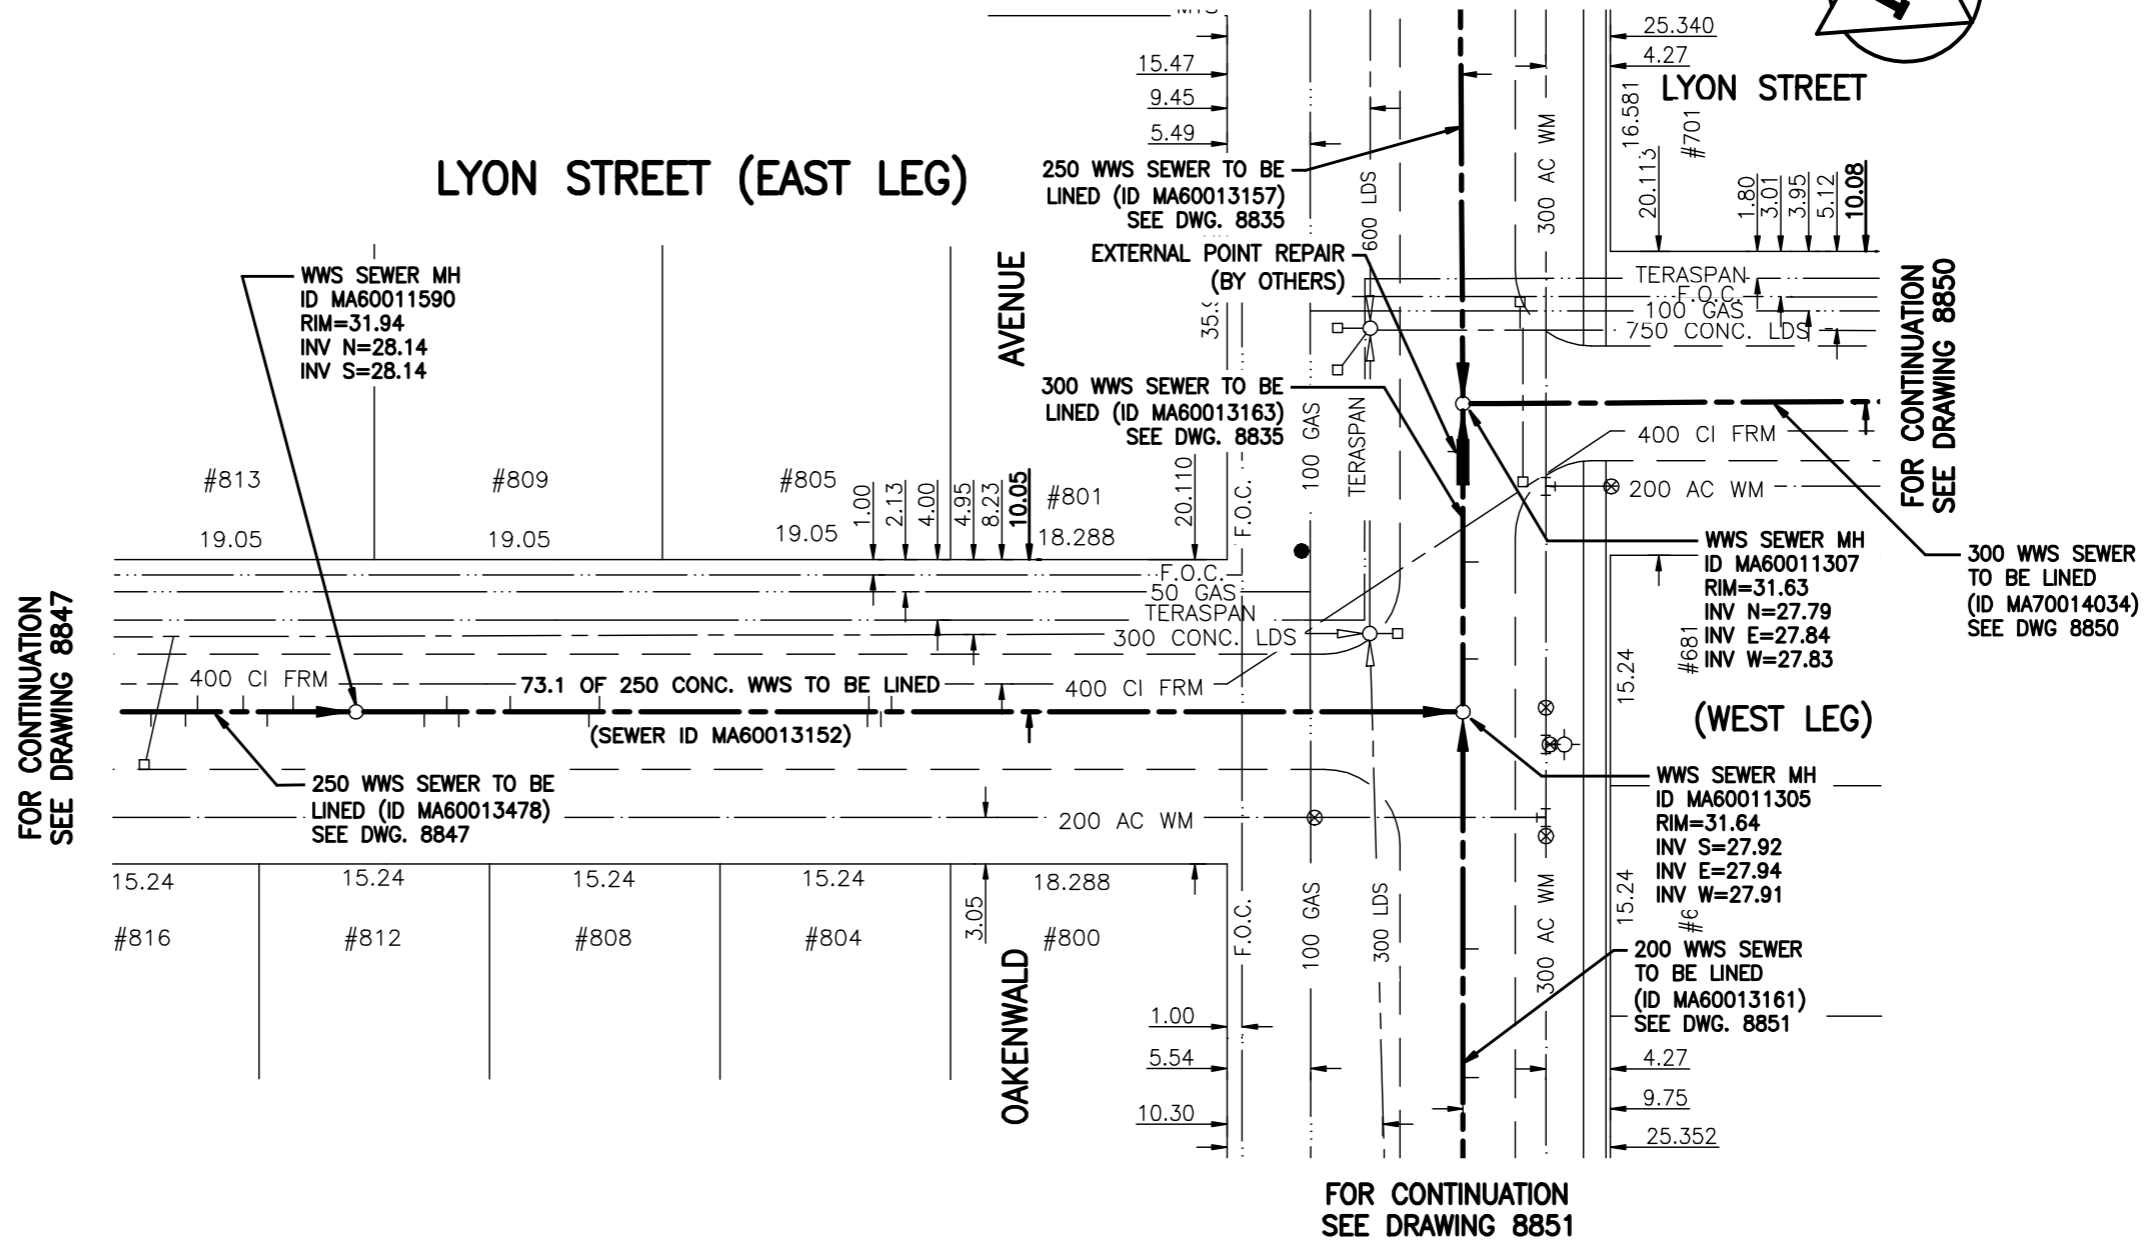 LYON STREET (EAST LEG)
15.47
9.45
5.49
25.340
4.27
LYON STREET
16.581
#701
20.113
1.80
3.01
3.95
5.12
10.08
300 AC WM
600 LDS
250 WWS SEWER TO BE
LINED (ID MA60013157)
SEE DWG. 8835
EXTERNAL POINT REPAIR
(BY OTHERS)
AVENUE
WWS SEWER MH
ID MA60011590
RIM=31.94
INV N=28.14
INV S=28.14
TERASPAN
F.O.C.
100 GAS
750 CONC. LDS
FOR CONTINUATION
SEE DRAWING 8850
300 WWS SEWER TO BE
LINED (ID MA60013163)
SEE DWG. 8835
100 GAS
TERASPAN
400 CI FRM
200 AC WM
#813
#809
#805
#801
19.05
19.05
19.05
18.288
1.00
2.13
4.00
4.95
8.23
10.05
20.110
F.O.C.
WWS SEWER MH
ID MA60011307
RIM=31.63
INV N=27.79
INV E=27.84
INV W=27.83
300 WWS SEWER
TO BE LINED
(ID MA70014034)
SEE DWG 8850
FOR CONTINUATION
SEE DRAWING 8847
F.O.C.
50 GAS
TERASPAN
300 CONC. LDS
400 CI FRM
73.1 OF 250 CONC. WWS TO BE LINED
400 CI FRM
(SEWER ID MA60013152)
15.24
#681
(WEST LEG)
250 WWS SEWER TO BE
LINED (ID MA60013478)
SEE DWG. 8847
200 AC WM
WWS SEWER MH
ID MA60011305
RIM=31.64
INV S=27.92
INV E=27.94
INV W=27.91
15.24
15.24
15.24
15.24
15.24
18.288
3.05
#816
#812
#808
#804
#800
F.O.C.
100 GAS
300 LDS
300 AC WM
200 WWS SEWER
TO BE LINED
(ID MA60013161)
SEE DWG. 8851
OAKENWALD
1.00
5.54
10.30
4.27
9.75
25.352
FOR CONTINUATION
SEE DRAWING 8851